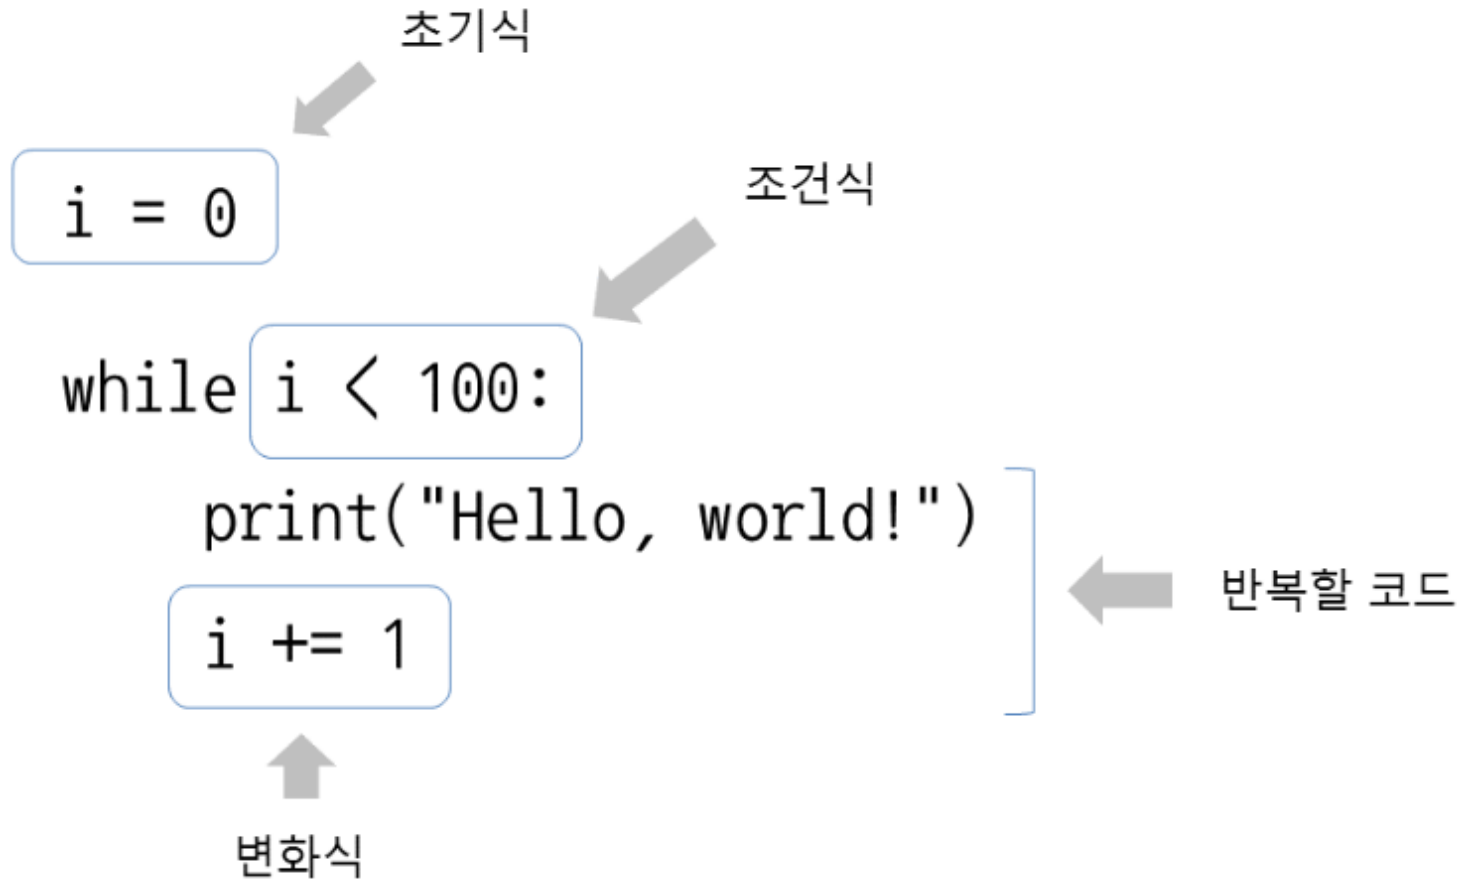 초기식
i = 0
조건식
while i < 100:
print("Hello, world!")
i += 1
반복할 코드
변화식